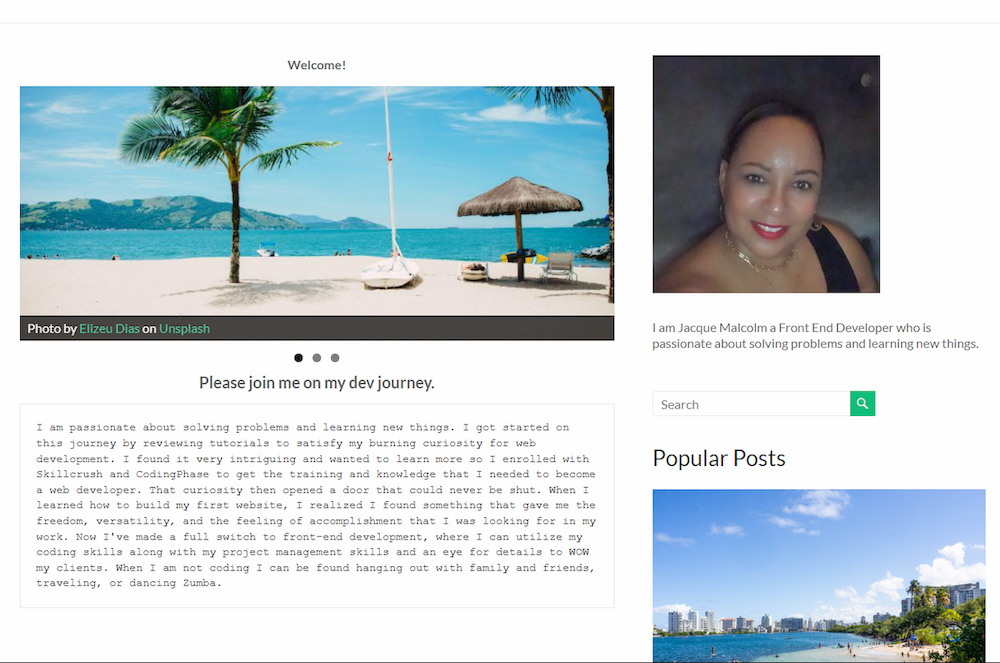 Welcome!
Photo by Elizeu Dias on Unsplash
Please join me on my dev journey.
I am passionate about solving problems and learning new things. I got started on
this journey by reviewing tutorials to satisfy my burning curiosity for web
development. I found it very intriguing and wanted to learn more so I enrolled with
Skillcrush and CodingPhase to get the training and knowledge that I needed to become
a web developer. That curiosity then opened a door that could never be shut. When I
learned how to build my first website, I realized I found something that gave me the
freedom, versatility, and the feeling of accomplishment that I was looking for in my
work. Now I've made a full switch to front-end development, where I can utilize my
coding skills along with my project management skills and an eye for details to WOW
my clients. When I am not coding I can be found hanging out with family and friends,
traveling, or dancing Zumba.
I am Jacque Malcolm a Front End Developer who is
passionate about solving problems and learning new things.
Search
Popular Posts